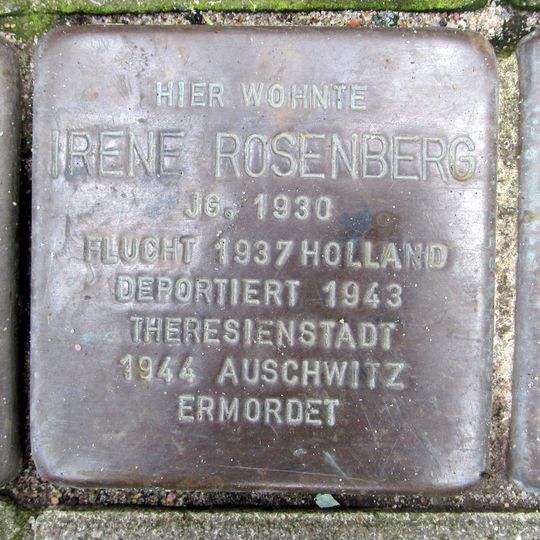 HIER WOHNTE
IRENE ROSENBERG
JG. 1930
FLUCHT 1937 HOLLAND
DEPORTIERT 1943
THERESIENSTADT
1944 AUSCHWITZ
ERMORDET